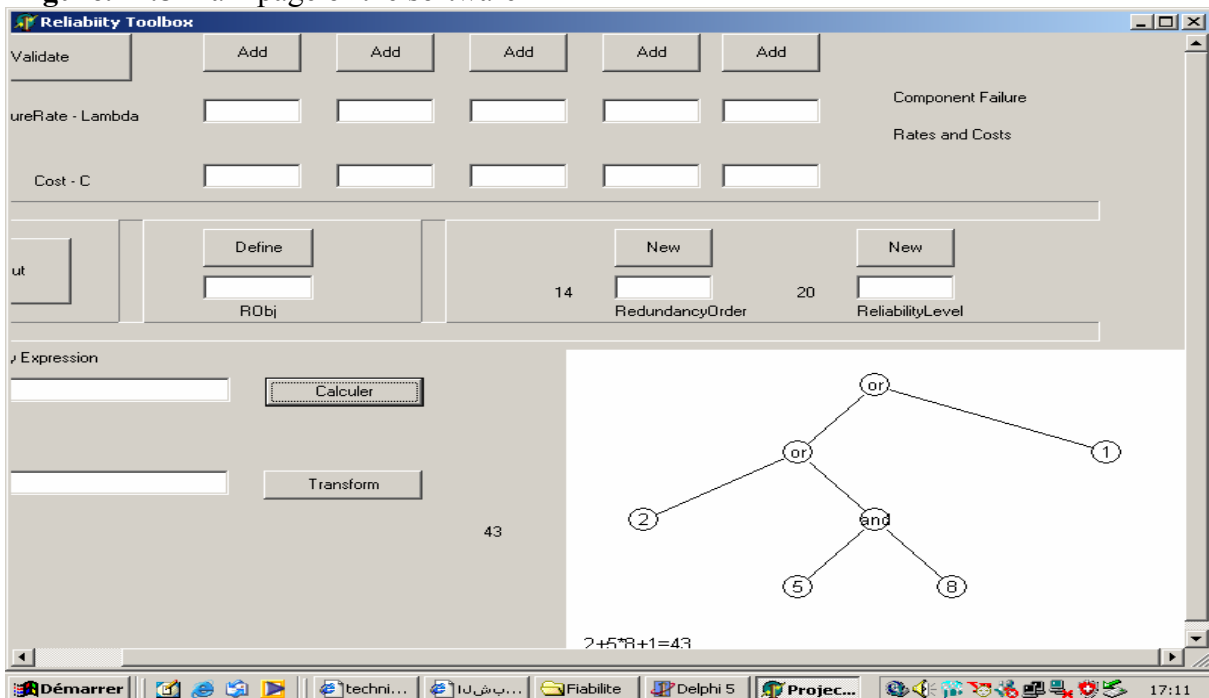 Reliabiity Toolbox
Validate
Add Add Add Add Add
ureRate - Lambda
Component Failure
Rates and Costs
Cost - C
Define
New
New
ut
14
20
RObj
RedundancyOrder
ReliabilityLevel
y Expression
Calculer
or
or
1
Transform
2
and
43
5
8
2+5*8+1=43
Démarrer
techni...
Fiabilite
Delphi 5
Projec...
17:11